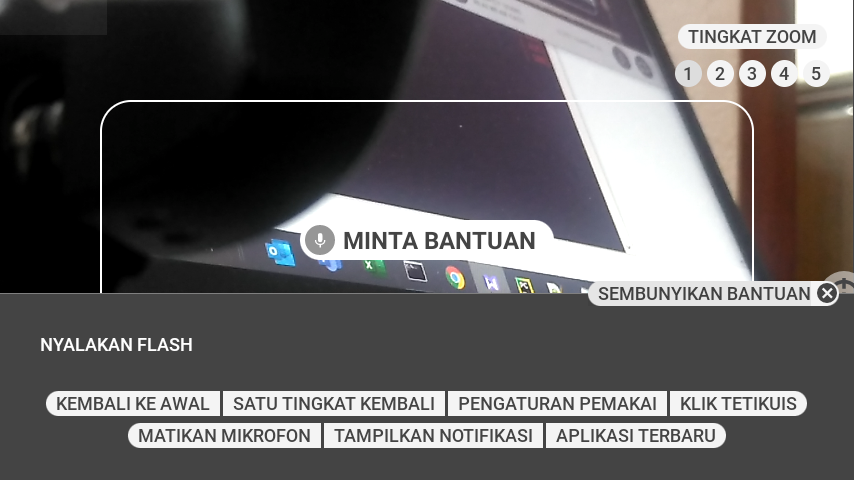 TINGKAT ZOOM
1 2 3 4 5
MINTA BANTUAN
SEMBUNYIKAN BANTUAN
NYALAKAN FLASH
KEMBALI KE AWAL
SATU TINGKAT KEMBALI
PENGATURAN PEMAKAI
KLIK TETIKUIS
MATIKAN MIKROFON
TAMPILKAN NOTIFIKASI
APLIKASI TERBARU